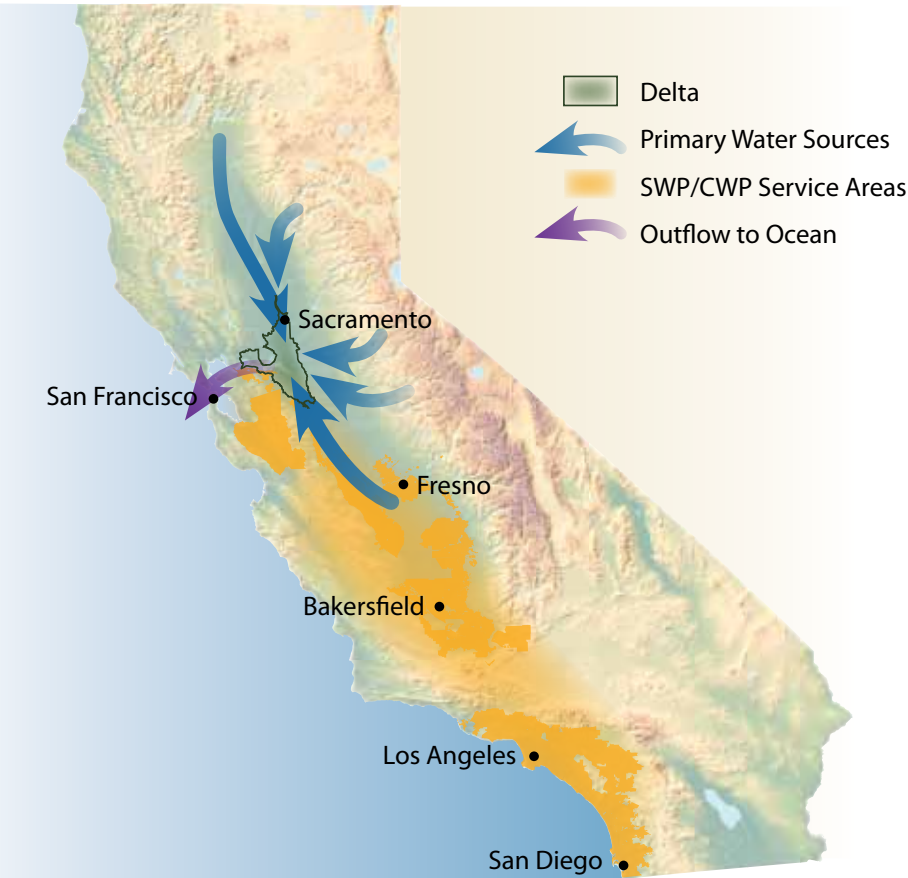 Delta
Primary Water Sources
SWP/CWP Service Areas
Outflow to Ocean
Sacramento
San Francisco
Fresno
Bakersfield
Los Angeles
San Diego